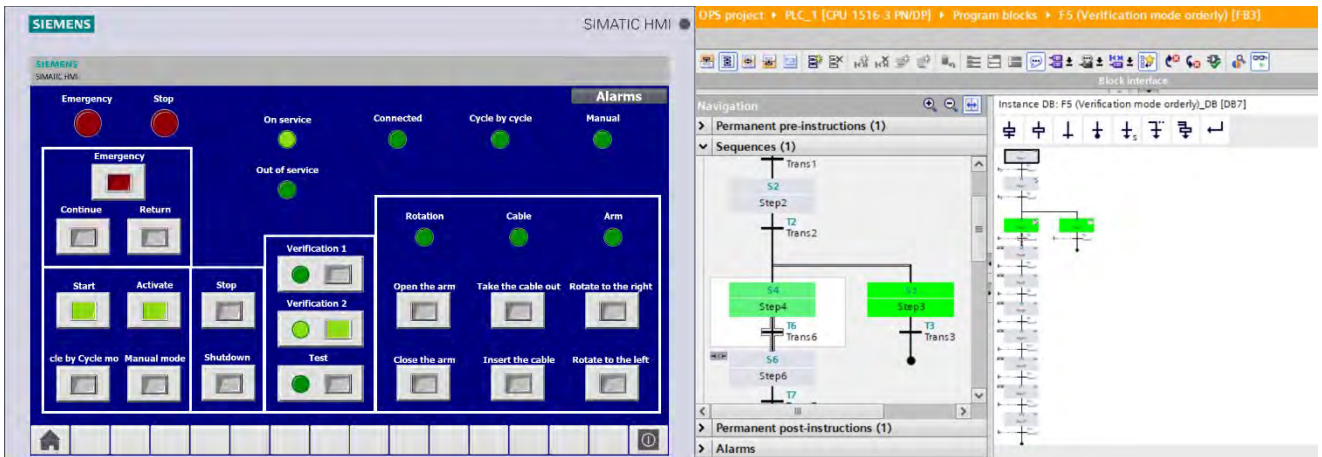 SIEMENS
SIMATIC HMI
SIEMENS
SIMATIC HMI
Alarms
Emergency
Stop
On service
Connected
Cycle by cycle
Manual
Emergency
Out of service
Continue
Return
Rotation
Cable
Arm
Verification 1
Start
Activate
Stop
Open the arm
Take the cable out
Rotate to the right
Verification 2
cle by Cycle mo
Manual mode
Shutdown
Test
Close the arm
Insert the cable
Rotate to the left
OPS project ▸ PLC_1 [CPU 1516-3 PN/DP] ▸ Program blocks ▸ F5 (Verification mode orderly) [FB3]
Block interface
Navigation
Permanent pre-instructions (1)
Sequences (1)
Trans1
S2
Step2
T2
Trans2
S4
Step4
S3
Step3
T6
Trans6
T3
Trans3
S6
Step6
T7
Permanent post-instructions (1)
Alarms
Instance DB: F5 (Verification mode orderly)_DB [DB7]